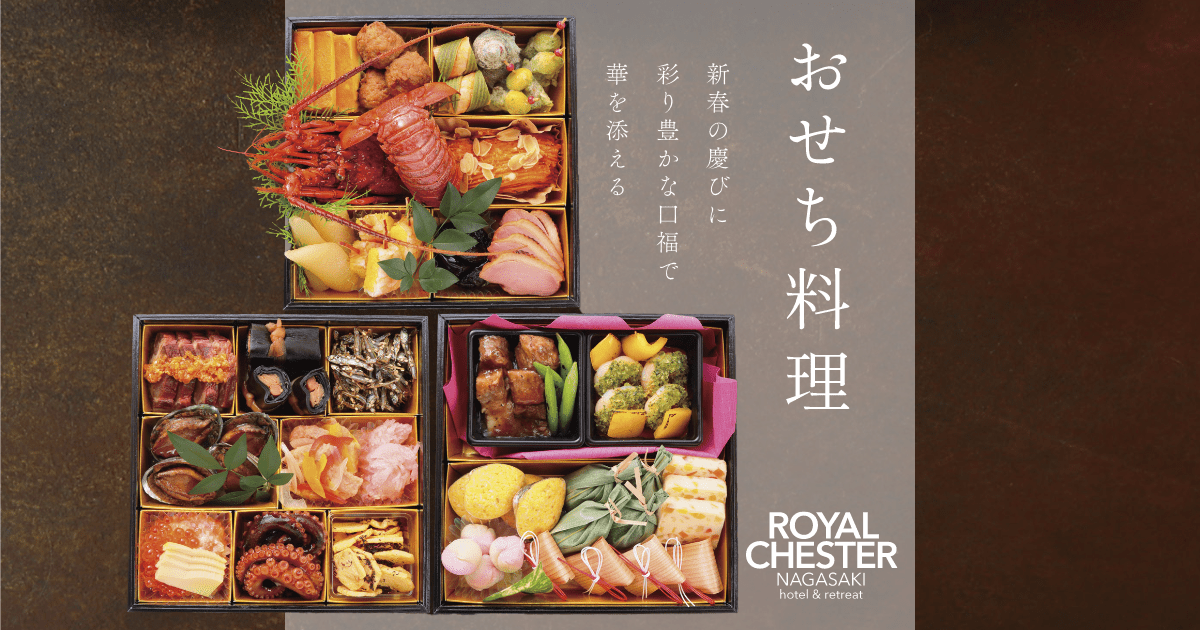 おせち料理
新春の慶びに
彩り豊かな口福で
華を添える
ROYAL
CHESTER
NAGASAKI
hotel & retreat